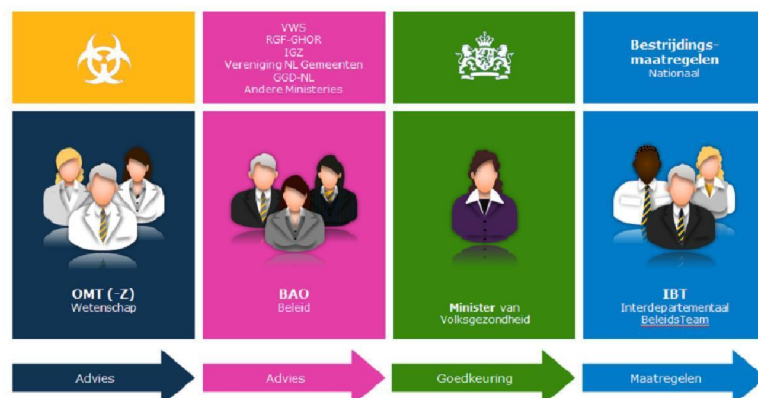 VWS
RGF-GHOR
IGZ
Vereniging NL Gemeenten
GGD-NL
Andere Ministeries
Bestrijdings-
maatregelen
Nationaal
OMT (-Z)
Wetenschap
BAO
Beleid
Minister van
Volksgezondheid
IBT
Interdepartementaal
BeleidsTeam
Advies
Advies
Goedkeuring
Maatregelen